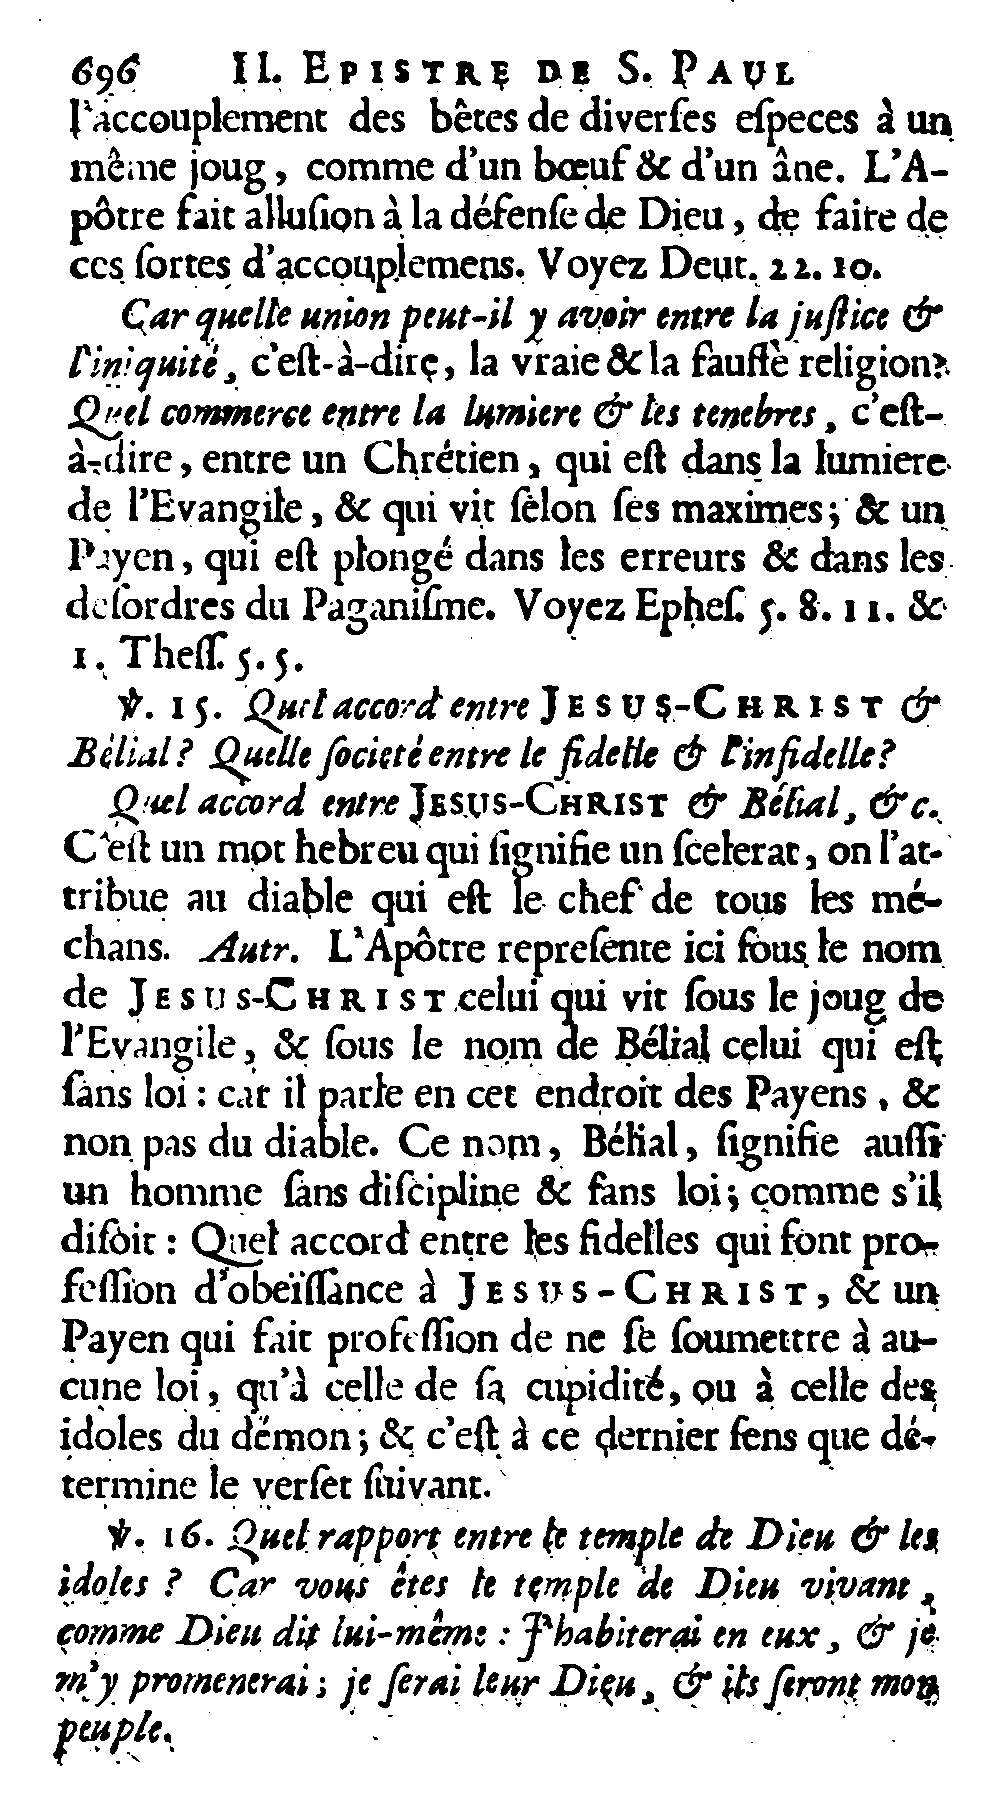 696 II. EPISTRE DE S. PAUL
l'accouplement des bêtes de diverſes eſpeces à un
même joug, comme d'un bœuf & d'un âne. L'A-
pôtre fait alluſion à la défenſe de Dieu, de faire de
ces ſortes d'accouplemens. Voyez Deut. 22. 10.
Car quelle union peut-il y avoir entre la juſtice &
l'iniquité, c'eſt-à-dire, la vraie & la fauſſe religion?
Quel commerce entre la lumiere & les tenebres, c'eſt-
à-dire, entre un Chrétien, qui eſt dans la lumiere
de l'Evangile, & qui vit ſelon ſes maximes; & un
Payen, qui eſt plongé dans les erreurs & dans les
deſordres du Paganiſme. Voyez Epheſ. 5. 8. 11. &
1. Theſſ. 5. 5.
℣. 15. Quel accord entre JESUS-CHRIST &
Bélial? Quelle ſocieté entre le fidelle & l'infidelle?
Quel accord entre JESUS-CHRIST & Bélial, &c.
C'eſt un mot hebreu qui ſignifie un ſcelerat, on l'at-
tribue au diable qui eſt le chef de tous les mé-
chans. Autr. L'Apôtre repreſente ici ſous le nom
de JESUS-CHRIST celui qui vit ſous le joug de
l'Evangile, & ſous le nom de Bélial celui qui eſt
ſans loi: car il parle en cet endroit des Payens, &
non pas du diable. Ce nom, Bélial, ſignifie auſſi
un homme ſans diſcipline & ſans loi; comme s'il
diſoit: Quel accord entre les fidelles qui font pro-
feſſion d'obeïſſance à JESUS-CHRIST, & un
Payen qui fait profeſſion de ne ſe ſoumettre à au-
cune loi, qu'à celle de ſa cupidité, ou à celle des
idoles du démon; & c'eſt à ce dernier ſens que dé-
termine le verſet ſuivant.
℣. 16. Quel rapport entre le temple de Dieu & les
idoles? Car vous êtes le temple de Dieu vivant,
comme Dieu dit lui-même: J'habiterai en eux, & je
m'y promenerai; je ſerai leur Dieu, & ils ſeront mon
peuple.